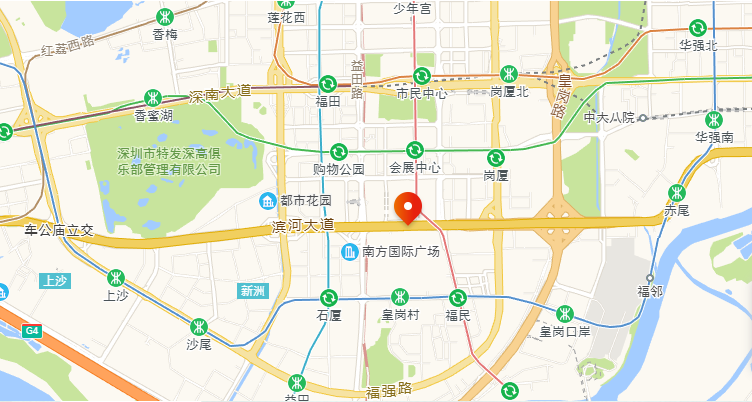 莲花西
少年宫
香梅
红荔西路
华强北
益田路
深南大道
福田
市民中心
岗厦北
皇岗路
香蜜湖
中大八院
华强南
深圳市特发深高俱
乐部管理有限公司
购物公园
会展中心
岗厦
都市花园
赤尾
车公庙立交
滨河大道
南方国际广场
上沙
上沙
新洲
福邻
石厦
皇岗村
福民
皇岗口岸
G4
沙尾
益田
福强路